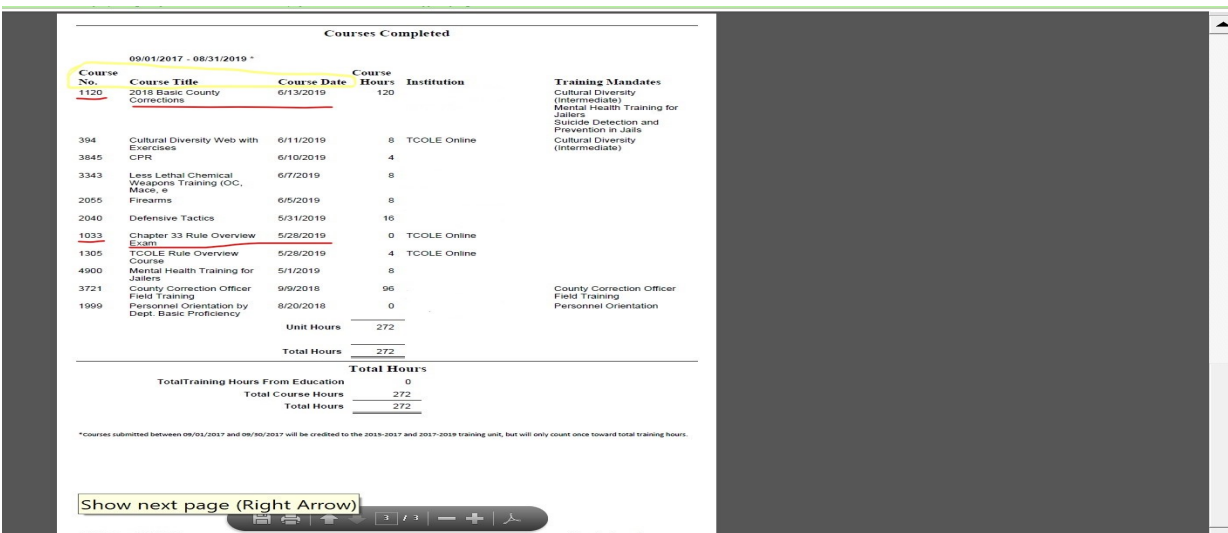 Courses Completed
09/01/2017 - 08/31/2019 *
Course No. Course Title Course Date Course Hours Institution Training Mandates
1120 2018 Basic County 6/13/2019 120 Cultural Diversity
Corrections (Intermediate)
Mental Health Training for
Jailers
Suicide Detection and
Prevention in Jails
394 Cultural Diversity Web with 6/11/2019 8 TCOLE Online Cultural Diversity
Exercises (Intermediate)
3845 CPR 6/10/2019 4
3343 Less Lethal Chemical 6/7/2019 8
Weapons Training (OC,
Mace, e
2055 Firearms 6/5/2019 8
2040 Defensive Tactics 5/31/2019 16
1033 Chapter 33 Rule Overview 5/28/2019 0 TCOLE Online
Exam
1305 TCOLE Rule Overview 5/28/2019 4 TCOLE Online
Course
4900 Mental Health Training for 5/1/2019 8
Jailers
3721 County Correction Officer 9/9/2018 96 County Correction Officer
Field Training Field Training
1999 Personnel Orientation by 8/20/2018 0 Personnel Orientation
Dept. Basic Proficiency
Unit Hours 272
Total Hours 272
Total Hours
TotalTraining Hours From Education 0
Total Course Hours 272
Total Hours 272
*Courses submitted between 09/01/2017 and 09/30/2017 will be credited to the 2015-2017 and 2017-2019 training unit, but will only count once toward total training hours.
Show next page (Right Arrow)
3 / 3